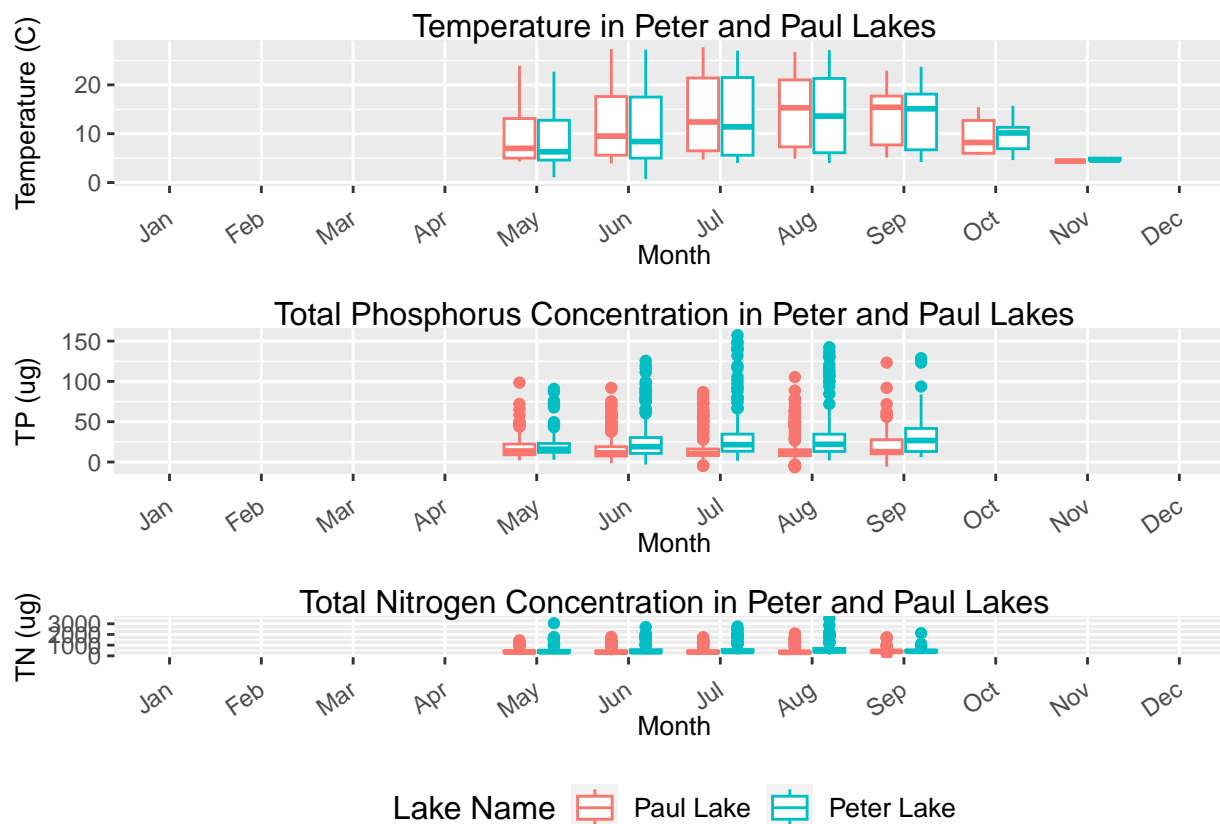 Temperature in Peter and Paul Lakes
Temperature (C)
20
10
0
Jan Feb Mar Apr May Jun Jul Aug Sep Oct Nov Dec
Month
Total Phosphorus Concentration in Peter and Paul Lakes
TP (ug)
150
100
50
0
Jan Feb Mar Apr May Jun Jul Aug Sep Oct Nov Dec
Month
Total Nitrogen Concentration in Peter and Paul Lakes
TN (ug)
3000
2000
1000
0
Jan Feb Mar Apr May Jun Jul Aug Sep Oct Nov Dec
Month
Lake Name Paul Lake Peter Lake